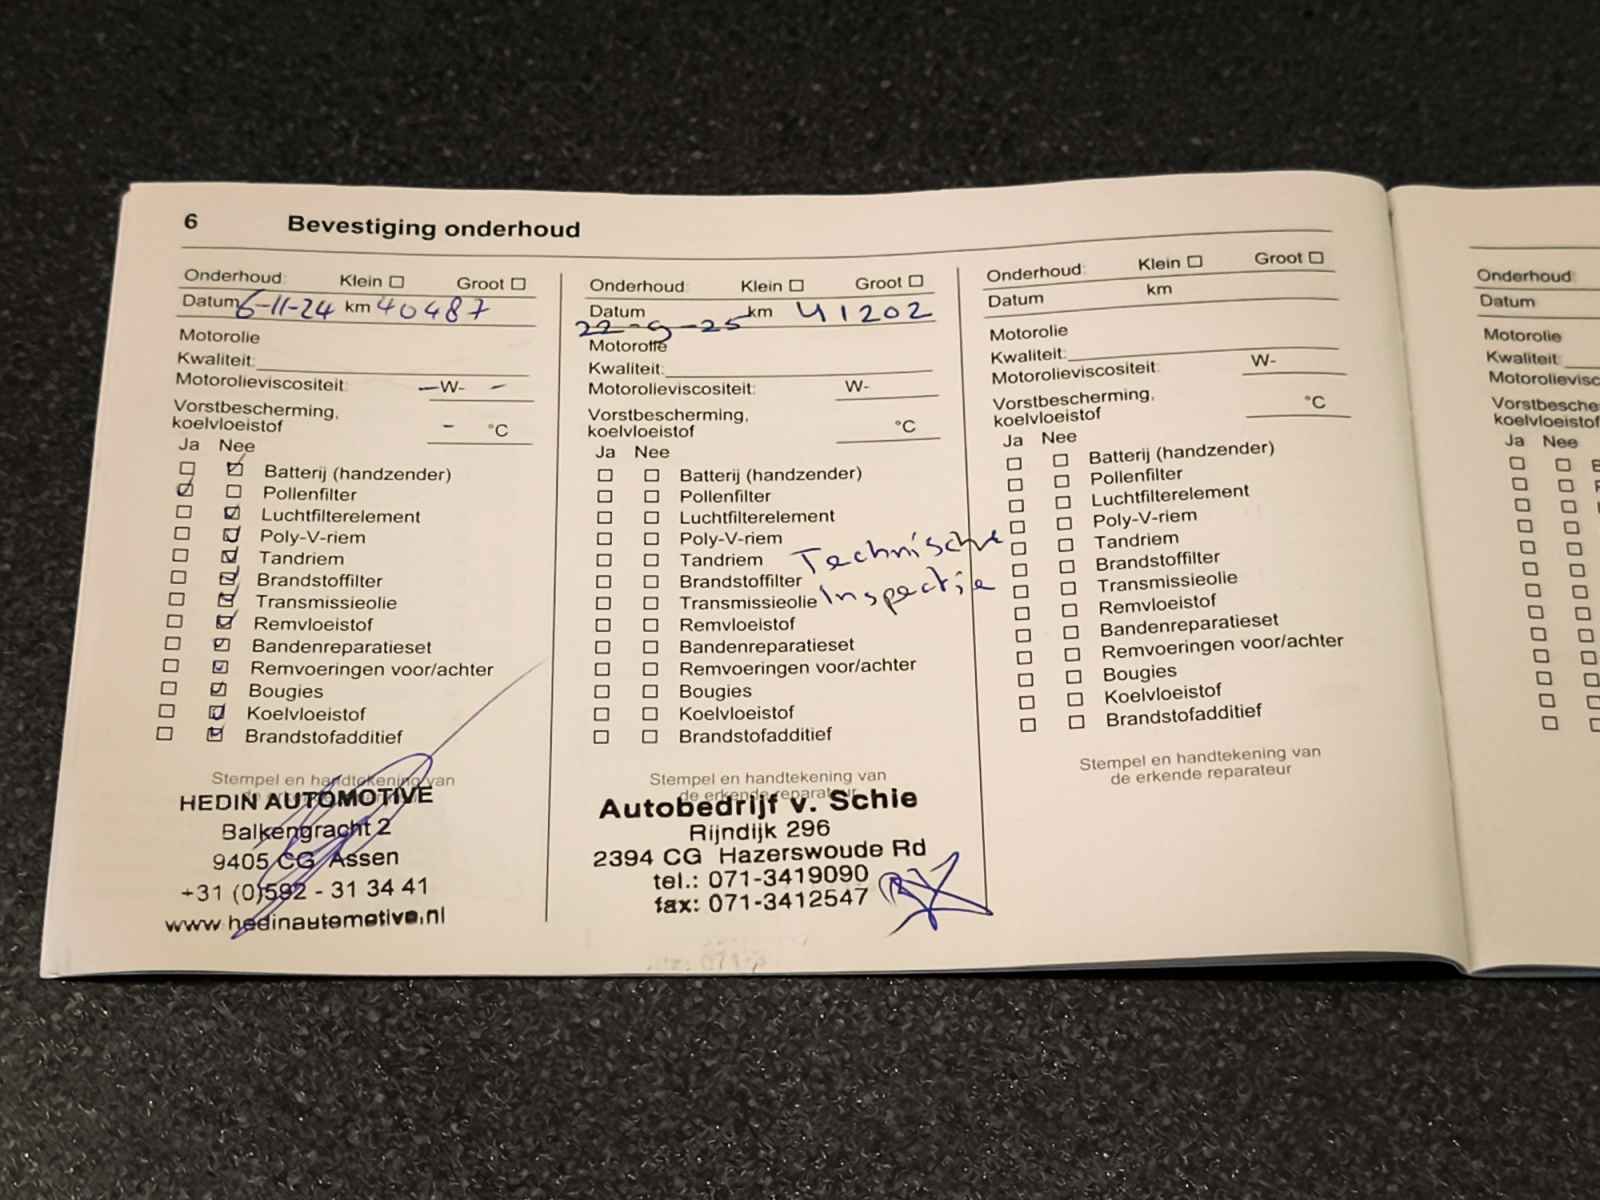 6 Bevestiging onderhoud
Onderhoud: Klein Groot
Datum 6-11-24 km 40487
Motorolie
Kwaliteit:
Motorolieviscositeit: -W- -
Vorstbescherming,
koelvloeistof - °C
Ja Nee
Batterij (handzender)
Pollenfilter
Luchtfilterelement
Poly-V-riem
Tandriem
Brandstoffilter
Transmissieolie
Remvloeistof
Bandenreparatieset
Remvoeringen voor/achter
Bougies
Koelvloeistof
Brandstofadditief
Stempel en handtekening van
HEDIN AUTOMOTIVE
Balkengracht 2
9405 CG Assen
+31 (0)592 - 31 34 41
www.hedinautomotive.nl
Onderhoud: Klein Groot
Datum km 41202
22-9-25
Motorolie
Kwaliteit:
Motorolieviscositeit: W-
Vorstbescherming,
koelvloeistof °C
Ja Nee
Batterij (handzender)
Pollenfilter
Luchtfilterelement
Poly-V-riem
Tandriem Technische
Brandstoffilter
Transmissieolie Inspectie
Remvloeistof
Bandenreparatieset
Remvoeringen voor/achter
Bougies
Koelvloeistof
Brandstofadditief
Stempel en handtekening van
de erkende reparateur
Autobedrijf v. Schie
Rijndijk 296
2394 CG Hazerswoude Rd
tel.: 071-3419090
fax: 071-3412547
Onderhoud: Klein Groot
Datum km
Motorolie
Kwaliteit:
Motorolieviscositeit: W-
Vorstbescherming,
koelvloeistof °C
Ja Nee
Batterij (handzender)
Pollenfilter
Luchtfilterelement
Poly-V-riem
Tandriem
Brandstoffilter
Transmissieolie
Remvloeistof
Bandenreparatieset
Remvoeringen voor/achter
Bougies
Koelvloeistof
Brandstofadditief
Stempel en handtekening van
de erkende reparateur
Onderhoud:
Datum
Motorolie
Kwaliteit:
Motorolievisc
Vorstbesche
koelvloeistof
Ja Nee